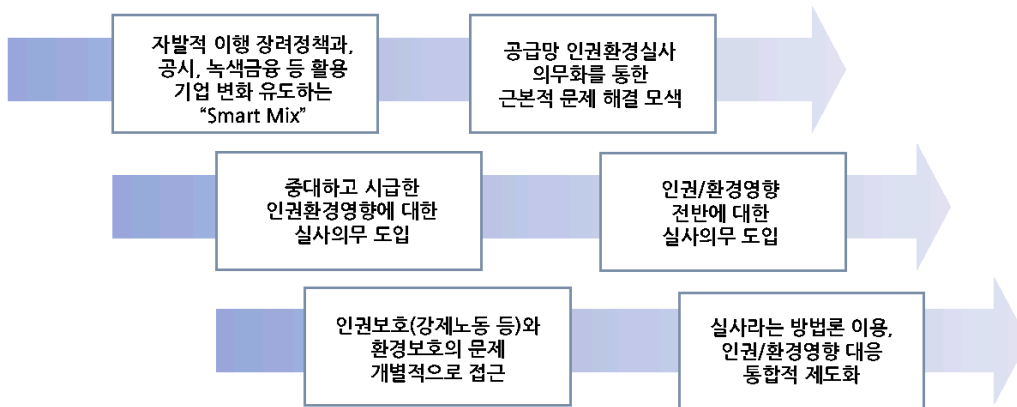 자발적 이행 장려정책과,
공시, 녹색금융 등 활용
기업 변화 유도하는
“Smart Mix”
공급망 인권환경실사
의무화를 통한
근본적 문제 해결 모색
중대하고 시급한
인권환경영향에 대한
실사의무 도입
인권/환경영향
전반에 대한
실사의무 도입
인권보호(강제노동 등)와
환경보호의 문제
개별적으로 접근
실사라는 방법론 이용,
인권/환경영향 대응
통합적 제도화